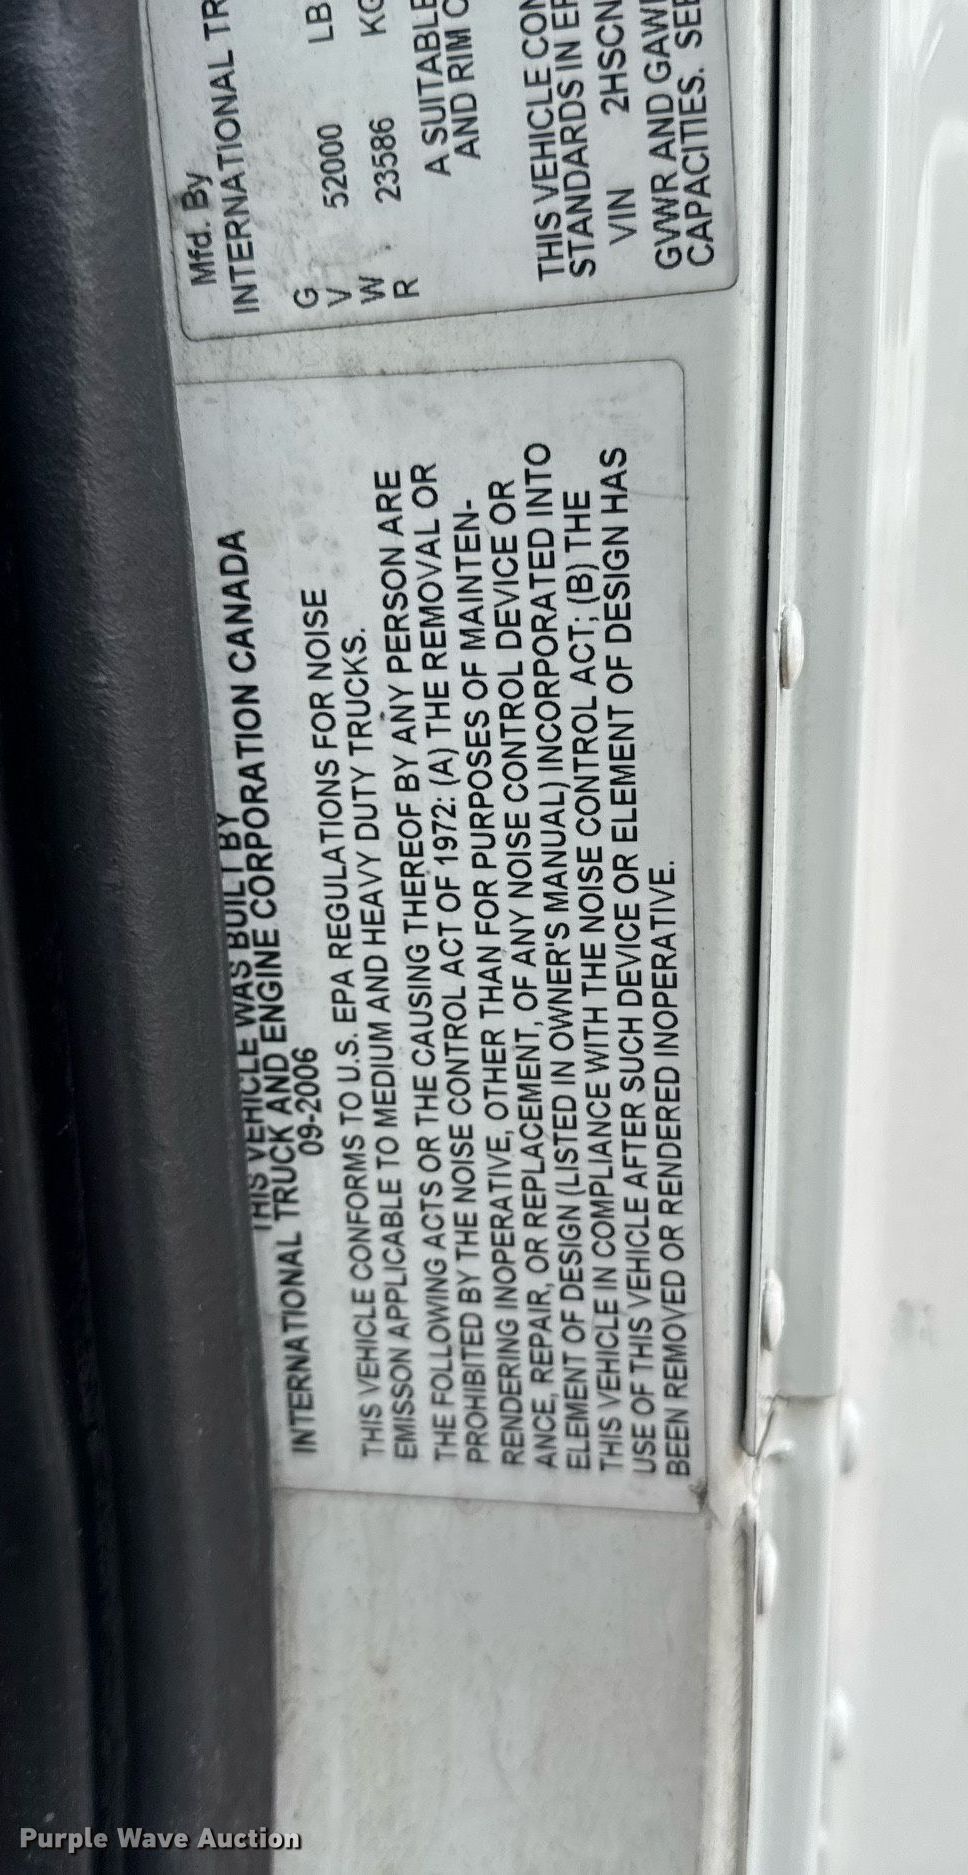 THIS VEHICLE WAS BUILT BY
INTERNATIONAL TRUCK AND ENGINE CORPORATION CANADA
09-2006
THIS VEHICLE CONFORMS TO U.S. EPA REGULATIONS FOR NOISE
EMISSON APPLICABLE TO MEDIUM AND HEAVY DUTY TRUCKS.
THE FOLLOWING ACTS OR THE CAUSING THEREOF BY ANY PERSON ARE
PROHIBITED BY THE NOISE CONTROL ACT OF 1972: (A) THE REMOVAL OR
RENDERING INOPERATIVE, OTHER THAN FOR PURPOSES OF MAINTEN-
ANCE, REPAIR, OR REPLACEMENT, OF ANY NOISE CONTROL DEVICE OR
ELEMENT OF DESIGN (LISTED IN OWNER'S MANUAL) INCORPORATED INTO
THIS VEHICLE IN COMPLIANCE WITH THE NOISE CONTROL ACT; (B) THE
USE OF THIS VEHICLE AFTER SUCH DEVICE OR ELEMENT OF DESIGN HAS
BEEN REMOVED OR RENDERED INOPERATIVE.
Mfd. By
INTERNATIONAL TR
G
V 52000 LB
W 23586 KG
R
A SUITABLE
AND RIM C
THIS VEHICLE CON
STANDARDS IN EF
VIN 2HSCN
GVWR AND GAWR
CAPACITIES. SEE
Purple Wave Auction